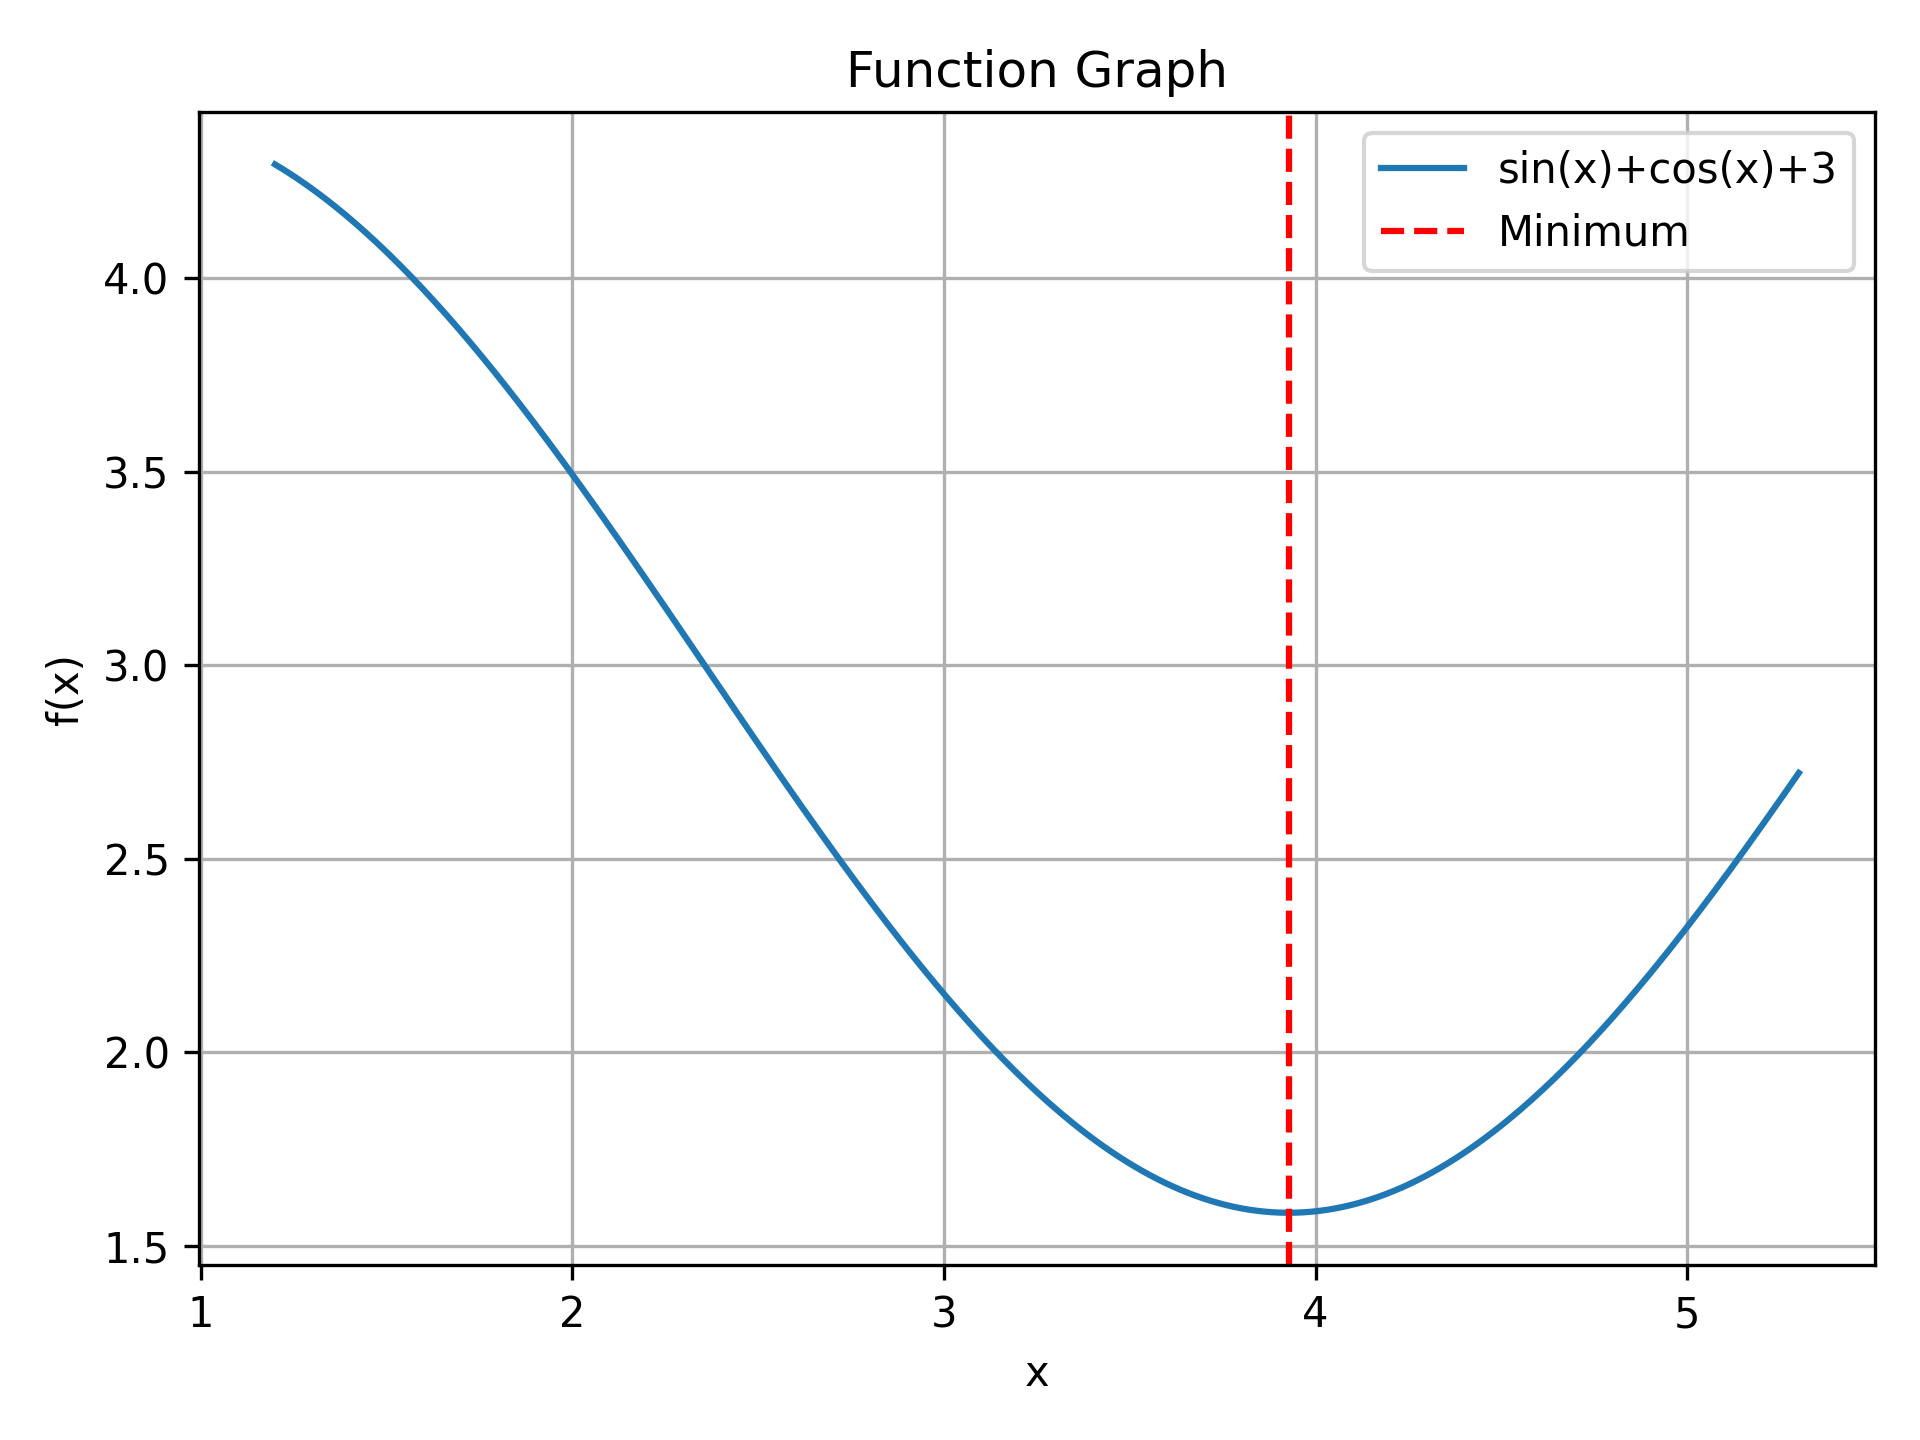 Function Graph
sin(x)+cos(x)+3
Minimum
4.0
3.5
3.0
2.5
2.0
1.5
f(x)
1 2 3 4 5
x